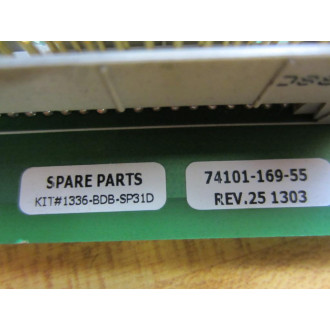 SPARE PARTS
KIT#1336-BDB-SP31D
74101-169-55
REV.25 1303